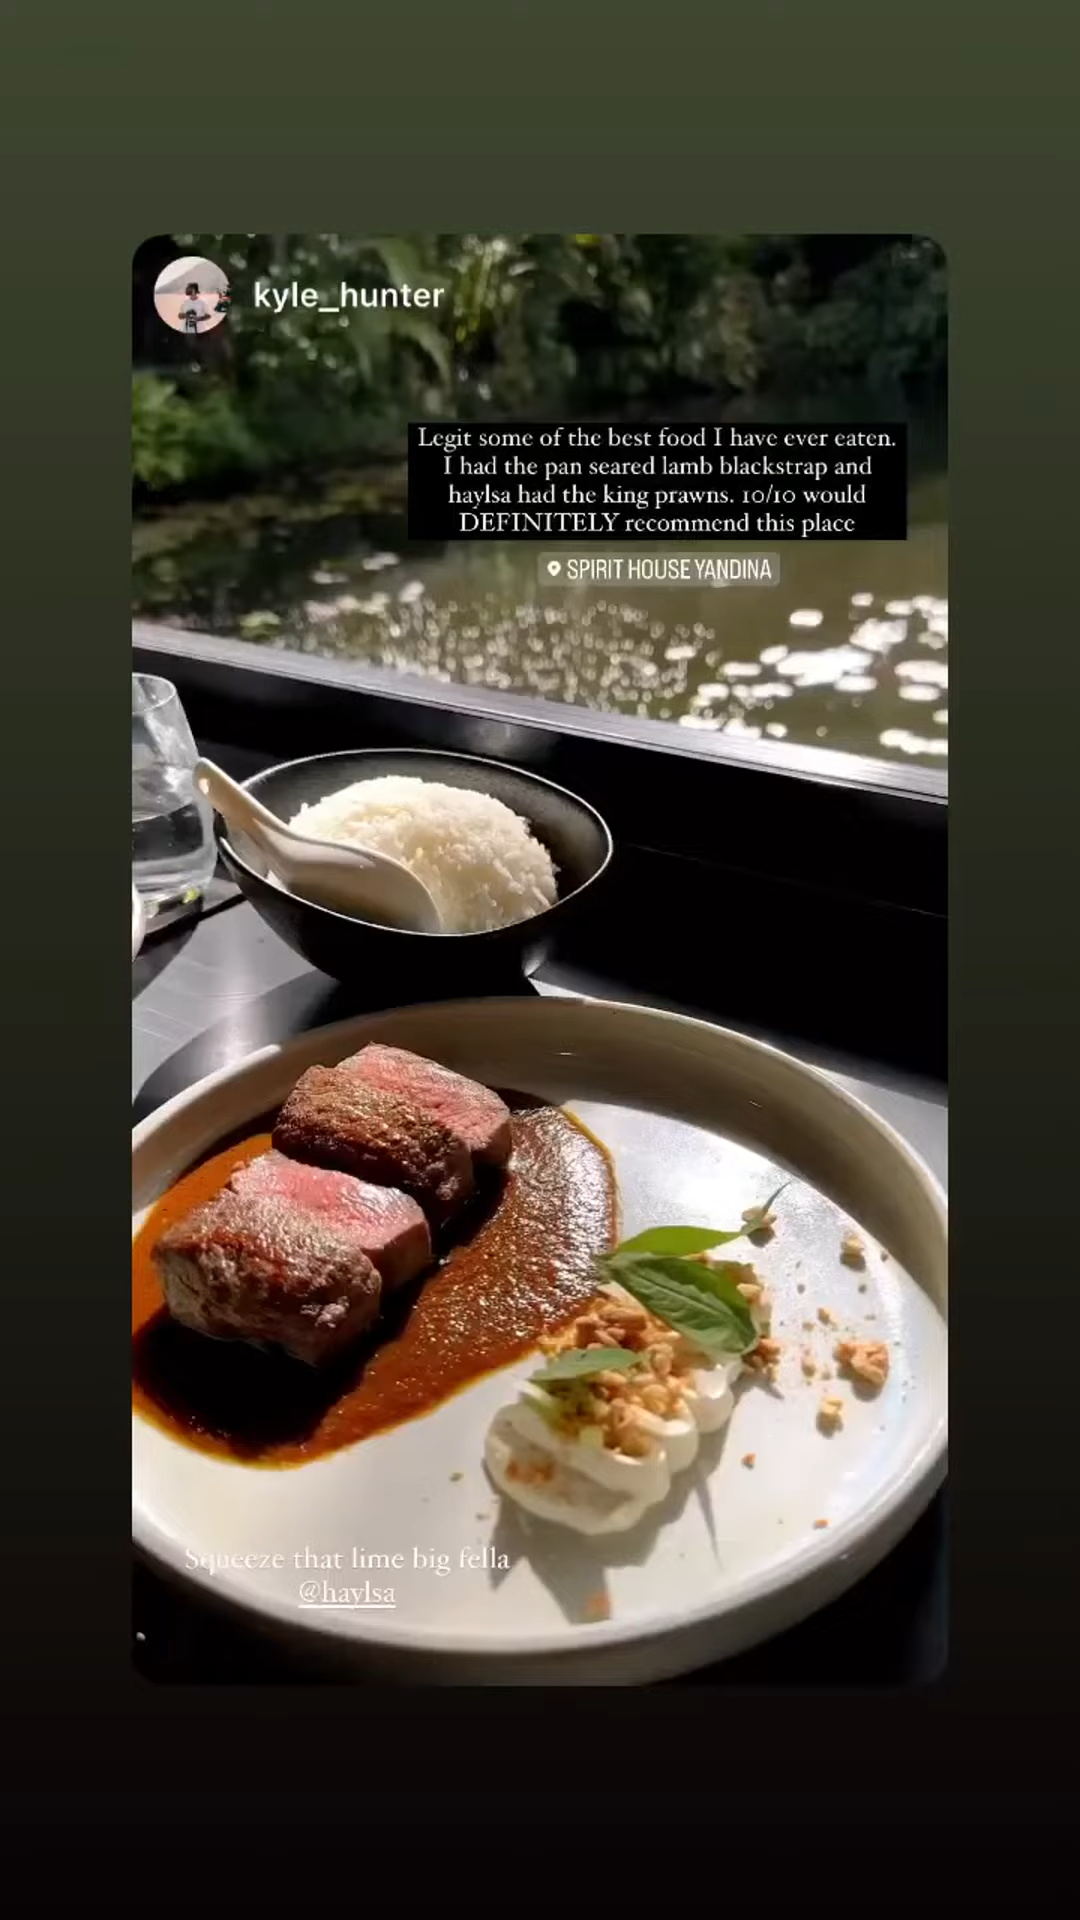 kyle_hunter
Legit some of the best food I have ever eaten.
I had the pan seared lamb blackstrap and
haylsa had the king prawns. 10/10 would
DEFINITELY recommend this place
SPIRIT HOUSE YANDINA
Squeeze that lime big fella
@haylsa